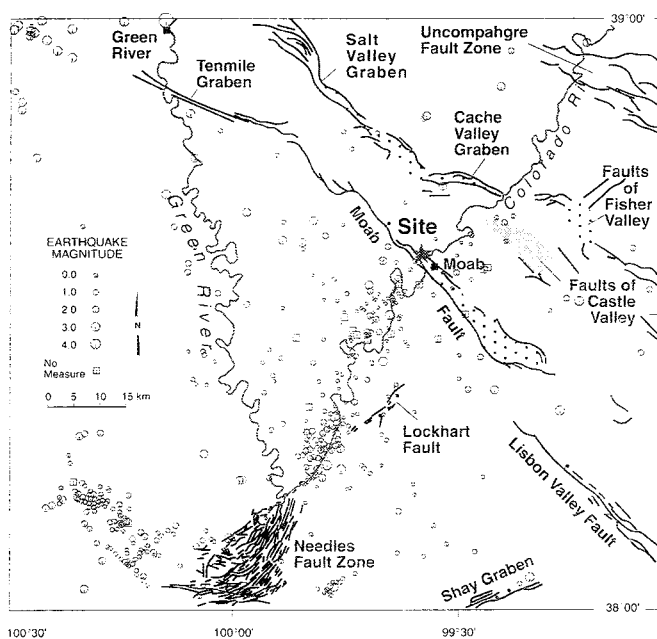 39°00'
Green
River
Tenmile
Graben
Salt
Valley
Graben
Uncompahgre
Fault Zone
Cache
Valley
Graben
Colorado Ri
Faults
of
Fisher
Valley
Green River
Moab Fault
Site
Moab
Faults of
Castle
Valley
EARTHQUAKE
MAGNITUDE
0.0
1.0
2.0
3.0
4.0
N
No
Measure
0 5 10 15 km
Lockhart
Fault
Lisbon Valley Fault
Needles
Fault Zone
Shay Graben
38°00'
100°30'
100°00'
99°30'